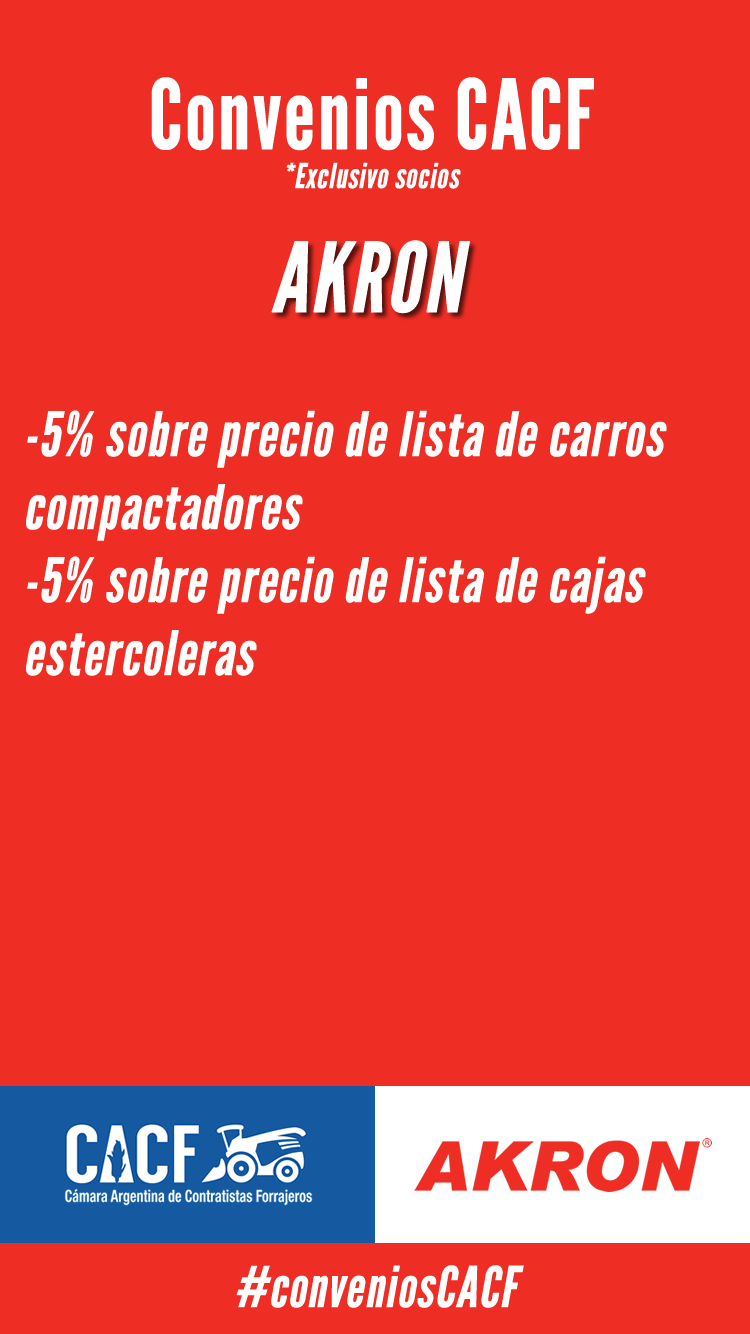 Convenios CACF
*Exclusivo socios
AKRON
-5% sobre precio de lista de carros
compactadores
-5% sobre precio de lista de cajas
estercoleras
CACF
Cámara Argentina de Contratistas Forrajeros
AKRON®
#conveniosCACF